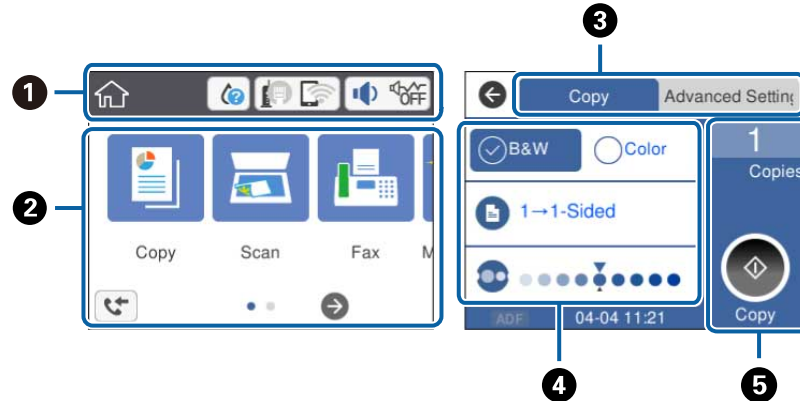 3
1
OFF
Copy
Advanced Setting
B&W
Color
1
Copies
2
1→1-Sided
Copy
Scan
Fax
M
ADF
04-04 11:21
Copy
4
5